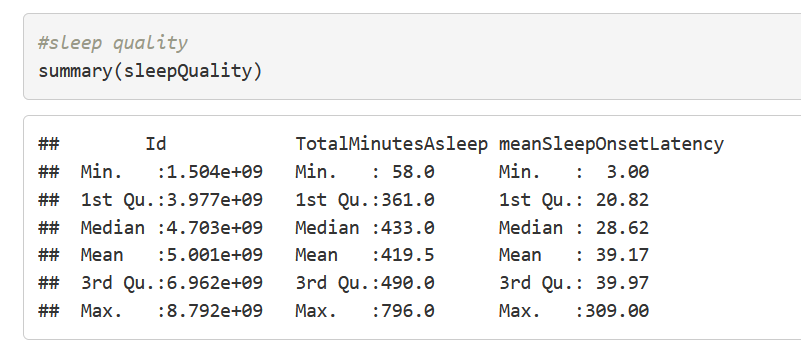 #sleep quality
summary(sleepQuality)
##        Id             TotalMinutesAsleep meanSleepOnsetLatency
##  Min.   :1.504e+09   Min.   : 58.0      Min.   :  3.00
##  1st Qu.:3.977e+09   1st Qu.:361.0      1st Qu.: 20.82
##  Median :4.703e+09   Median :433.0      Median : 28.62
##  Mean   :5.001e+09   Mean   :419.5      Mean   : 39.17
##  3rd Qu.:6.962e+09   3rd Qu.:490.0      3rd Qu.: 39.97
##  Max.   :8.792e+09   Max.   :796.0      Max.   :309.00